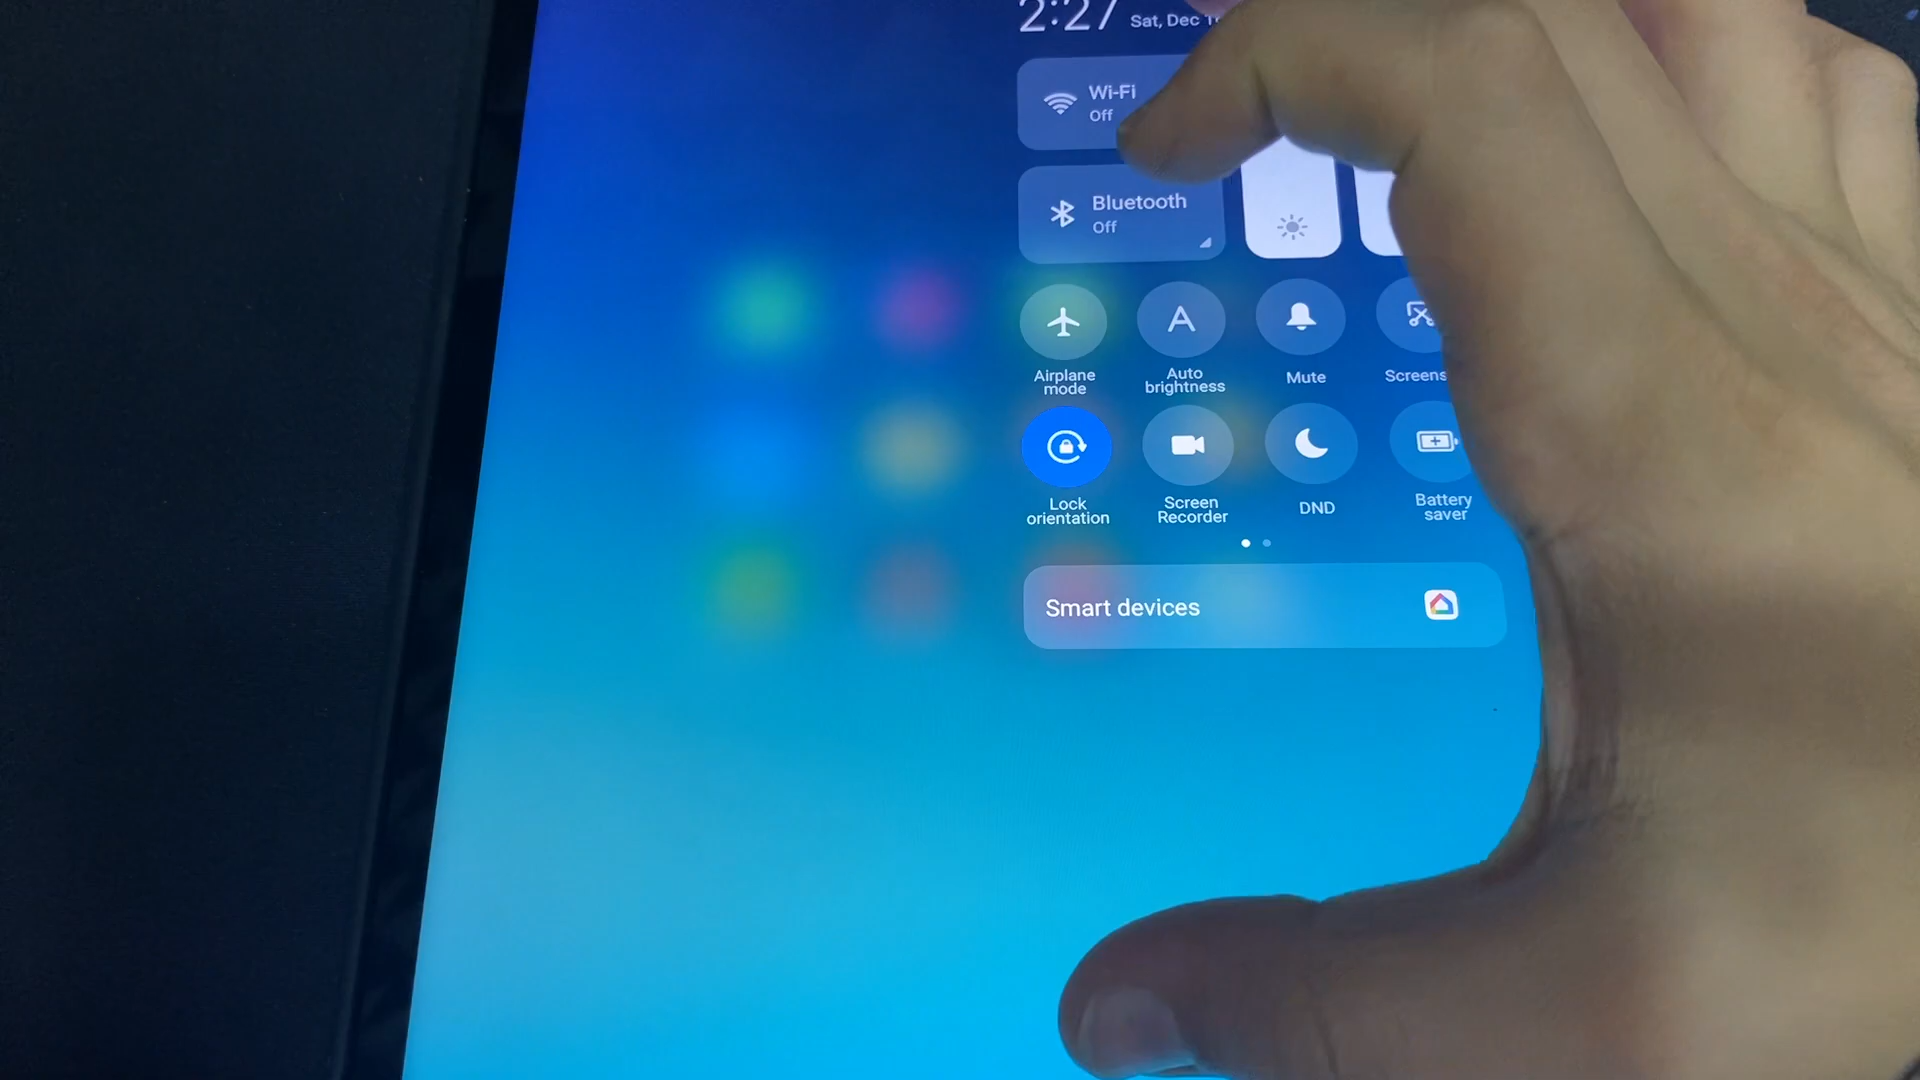 2:27 Sat, Dec
Wi-Fi
Off
Bluetooth
Off
Airplane
mode
Auto
brightness
Mute
Screens
Lock
orientation
Screen
Recorder
DND
Battery
saver
Smart devices